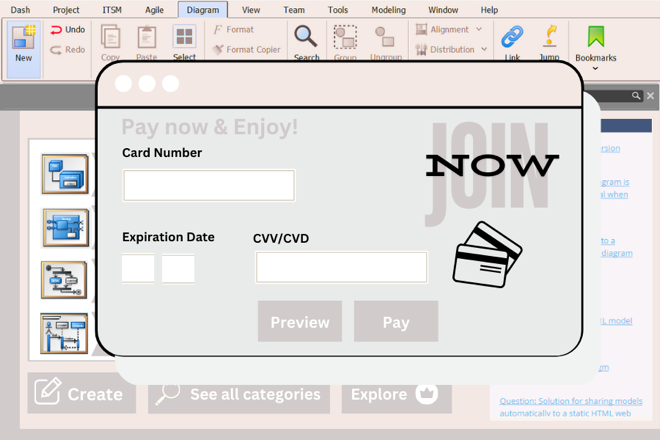 Dash Project ITSM Agile Diagram View Team Tools Modeling Window Help
Undo Format Alignment
Redo Format Copier Distribution
New Copy Paste Select Search Group Ungroup Link Jump Bookmarks
Pay now & Enjoy!
JOIN
NOW
Card Number
Expiration Date CVV/CVD
Preview Pay
Create See all categories Explore
rsion
gram is
al when
to a
diagram
model
Question: Solution for sharing models
automatically to a static HTML web